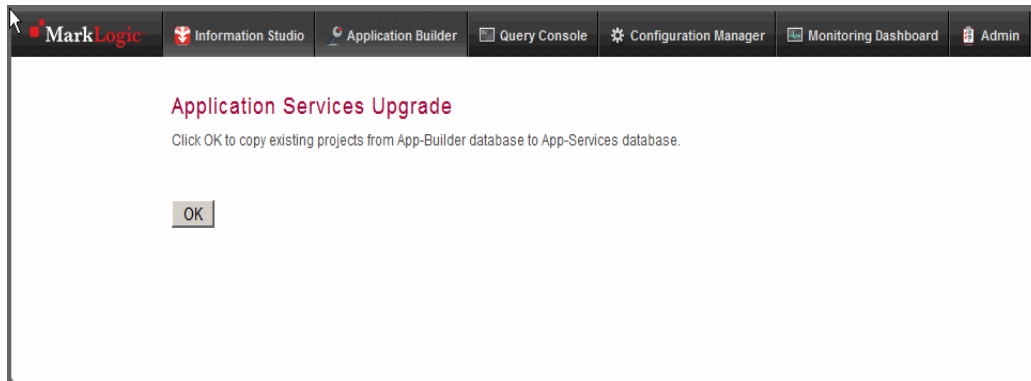 MarkLogic Information Studio Application Builder Query Console Configuration Manager Monitoring Dashboard Admin
Application Services Upgrade
Click OK to copy existing projects from App-Builder database to App-Services database.
OK